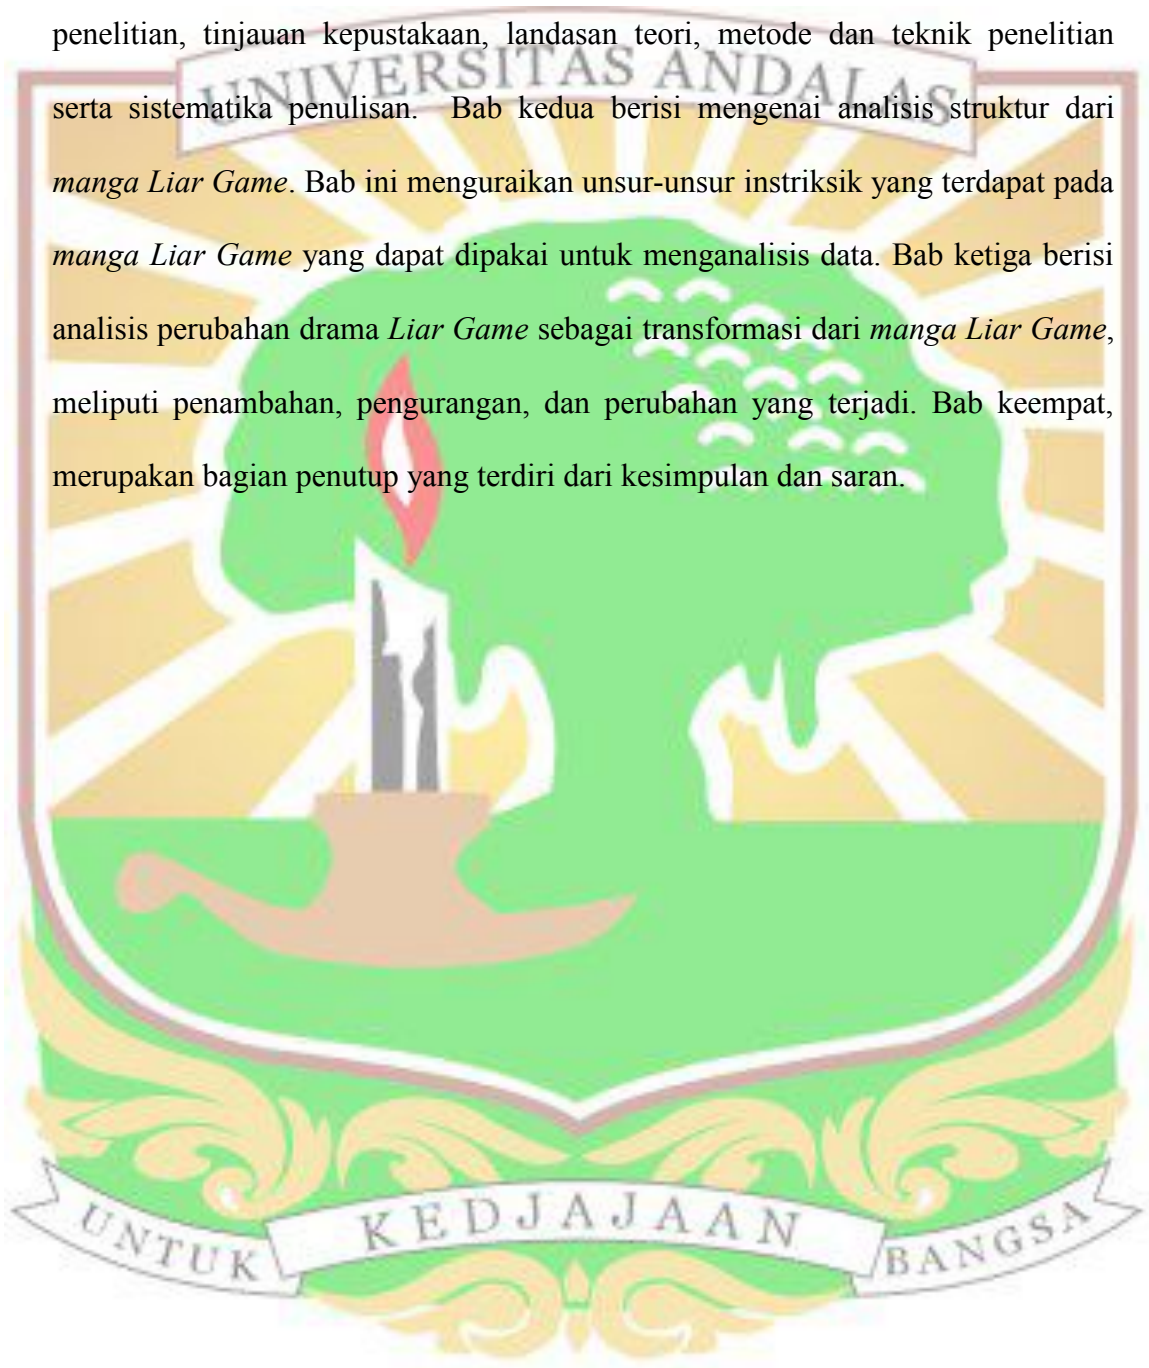 penelitian, tinjauan kepustakaan, landasan teori, metode dan teknik penelitian
UNIVERSITAS ANDALAS
serta sistematika penulisan. Bab kedua berisi mengenai analisis struktur dari
manga Liar Game. Bab ini menguraikan unsur-unsur instriksik yang terdapat pada
manga Liar Game yang dapat dipakai untuk menganalisis data. Bab ketiga berisi
analisis perubahan drama Liar Game sebagai transformasi dari manga Liar Game,
meliputi penambahan, pengurangan, dan perubahan yang terjadi. Bab keempat,
merupakan bagian penutup yang terdiri dari kesimpulan dan saran.
UNTUK KEDJAJAAN BANGSA